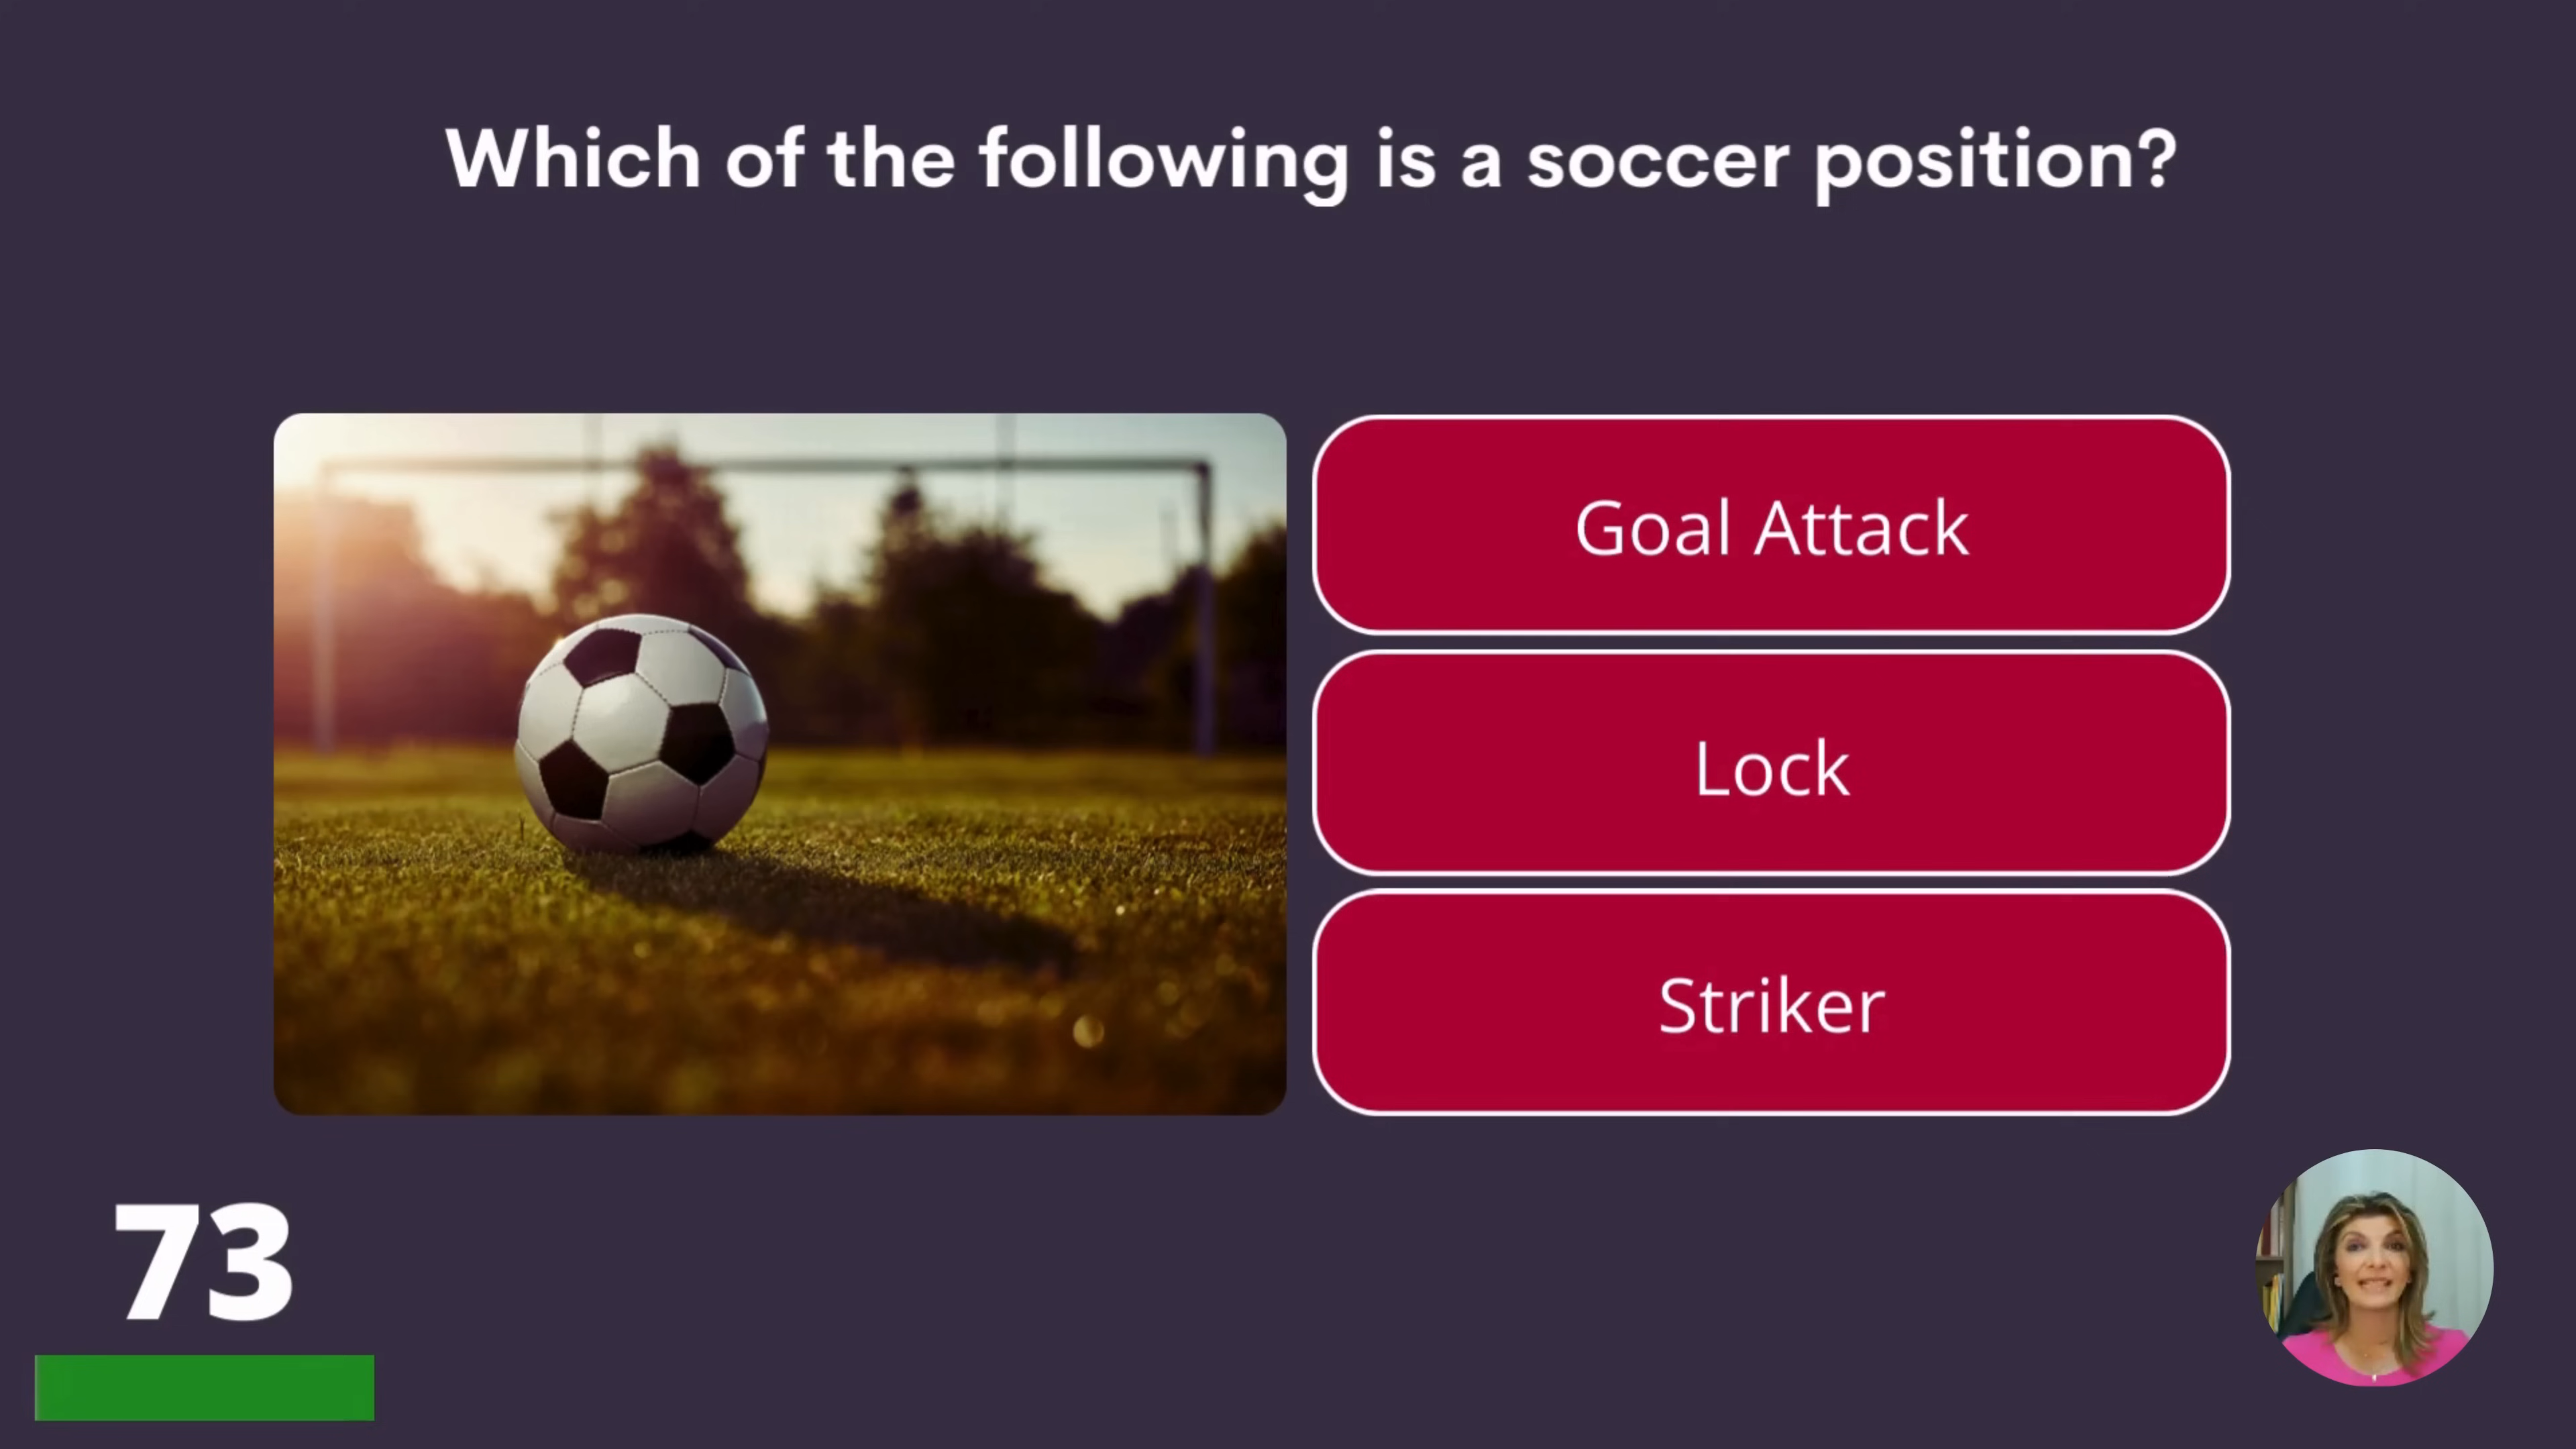 Which of the following is a soccer position?
Goal Attack
Lock
Striker
73